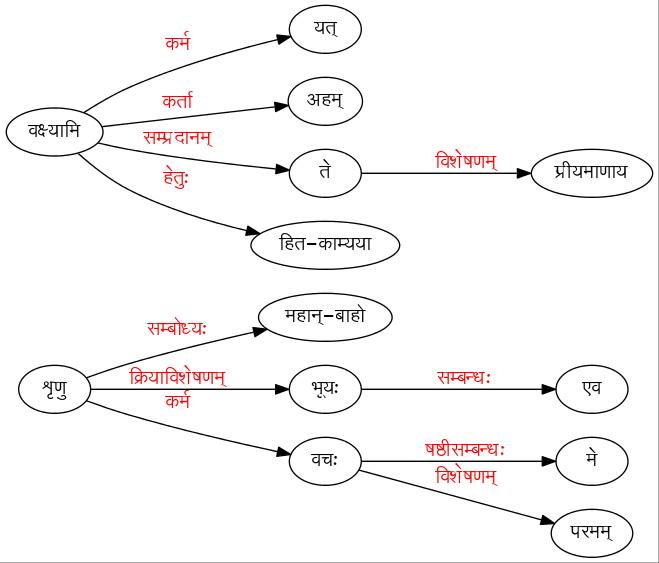 यत्
कर्म
अहम्
कर्ता
वक्ष्यामि
सम्प्रदानम्
विशेषणम्
ते
प्रीयमाणाय
हेतुः
हित-काम्यया
महान्-बाहो
सम्बोध्यः
क्रियाविशेषणम्
सम्बन्धः
शृणु
भूयः
एव
कर्म
षष्ठीसम्बन्धः
वचः
मे
विशेषणम्
परमम्